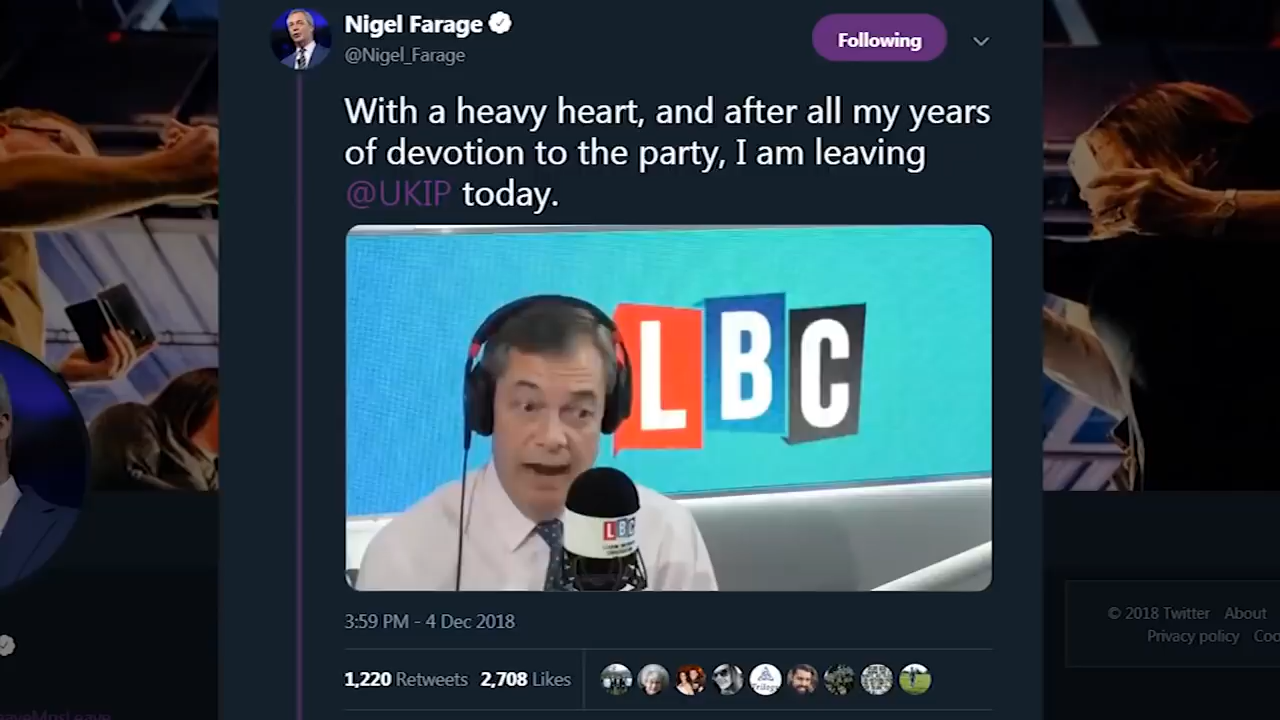 Nigel Farage
@Nigel_Farage
Following
With a heavy heart, and after all my years
of devotion to the party, I am leaving
@UKIP today.
LBC
LBC
3:59 PM - 4 Dec 2018
1,220 Retweets 2,708 Likes
© 2018 Twitter About
Privacy policy Coo